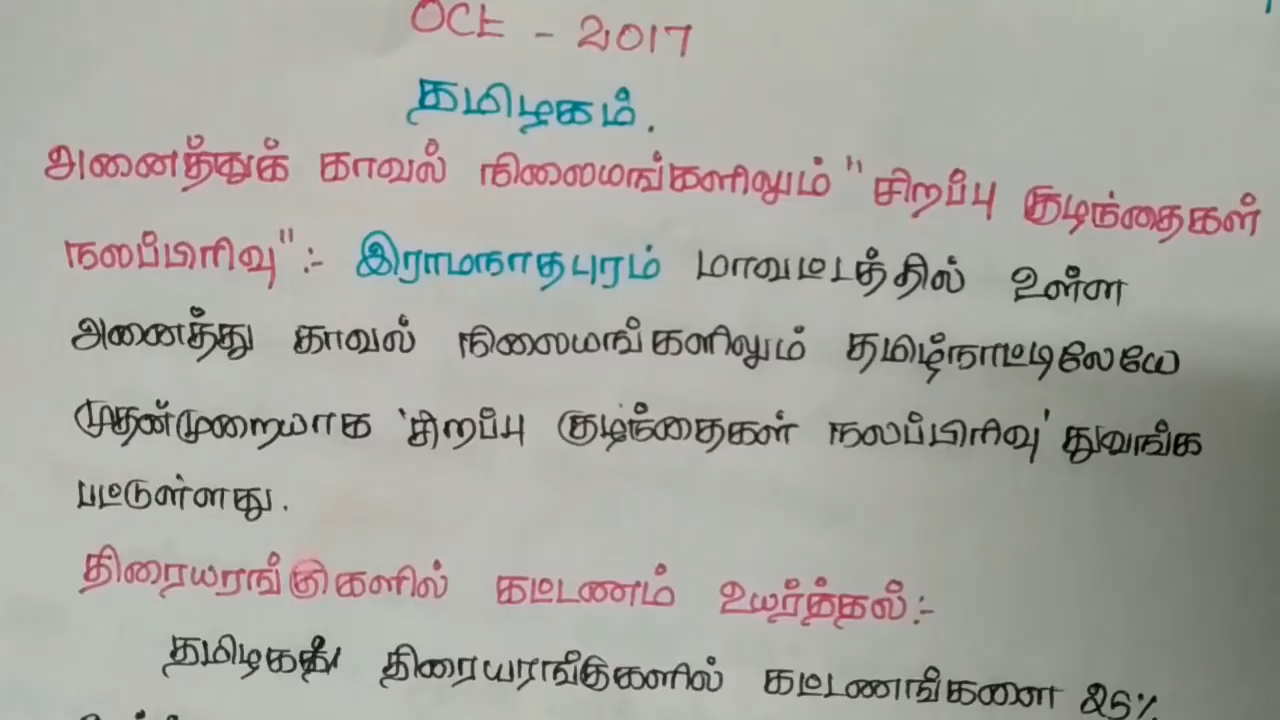 OCt - 2017
தமிழகம்.
அனைத்துக் காவல் நிலையங்களிலும் "சிறப்பு குழந்தைகள்
நலப்பிரிவு":- இராமநாதபுரம் மாவட்டத்தில் உள்ள
அனைத்து காவல் நிலையங்களிலும் தமிழ்நாட்டிலேயே
முதன்முறையாக 'சிறப்பு குழந்தைகள் நலப்பிரிவு' துவங்க
பட்டுள்ளது.
திரையரங்குகளில் கட்டணம் உயர்த்தல்:-
தமிழகத் திரையரங்குகளில் கட்டணங்களை 25%